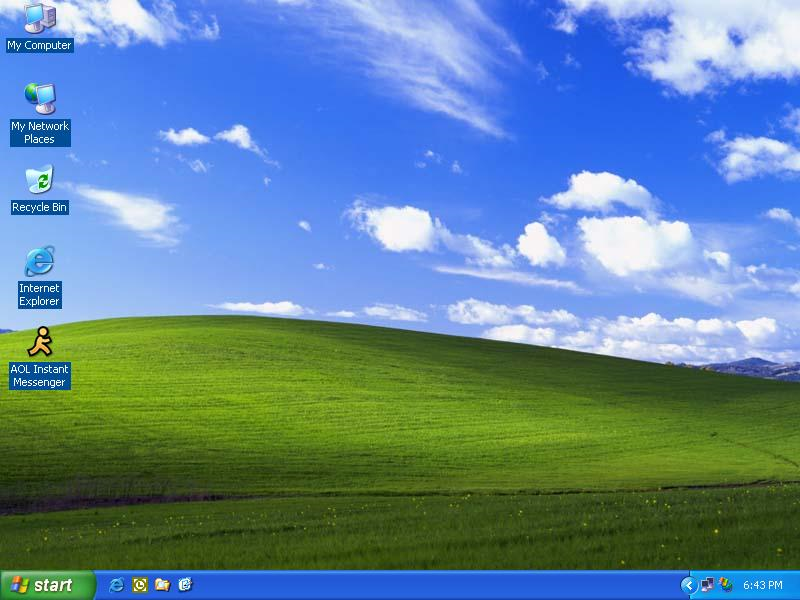 My Computer
My Network
Places
Recycle Bin
Internet
Explorer
AOL Instant
Messenger
start
6:43 PM